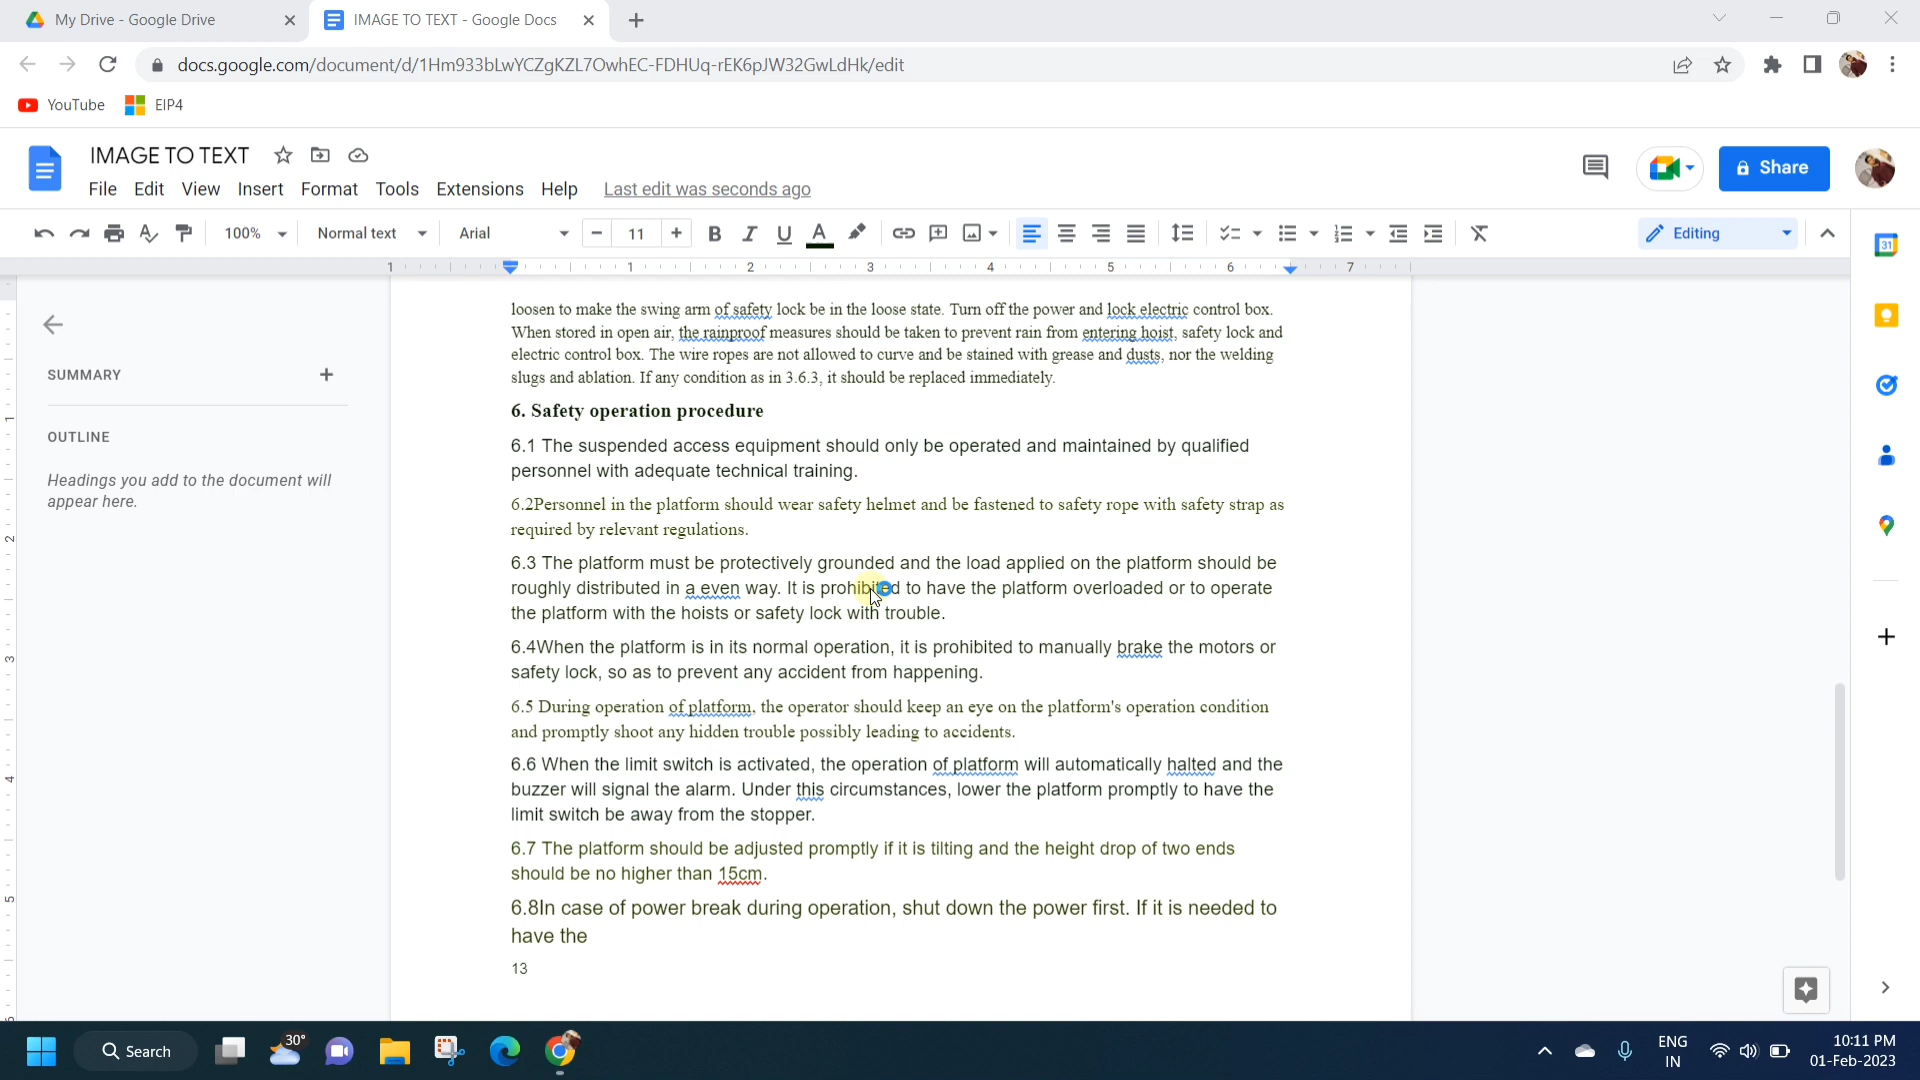 My Drive - Google Drive
IMAGE TO TEXT - Google Docs
docs.google.com/document/d/1Hm933bLwYCZgKZL7OwhEC-FDHUq-rEK6pJW32GwLdHk/edit
YouTube
EIP4
IMAGE TO TEXT
File Edit View Insert Format Tools Extensions Help Last edit was seconds ago
Share
100% Normal text Arial 11 Editing
1 1 2 3 4 5 6 7
SUMMARY
OUTLINE
Headings you add to the document will
appear here.
loosen to make the swing arm of safety lock be in the loose state. Turn off the power and lock electric control box.
When stored in open air, the rainproof measures should be taken to prevent rain from entering hoist, safety lock and
electric control box. The wire ropes are not allowed to curve and be stained with grease and dusts, nor the welding
slugs and ablation. If any condition as in 3.6.3, it should be replaced immediately.
6. Safety operation procedure
6.1 The suspended access equipment should only be operated and maintained by qualified
personnel with adequate technical training.
6.2Personnel in the platform should wear safety helmet and be fastened to safety rope with safety strap as
required by relevant regulations.
6.3 The platform must be protectively grounded and the load applied on the platform should be
roughly distributed in a even way. It is prohibited to have the platform overloaded or to operate
the platform with the hoists or safety lock with trouble.
6.4When the platform is in its normal operation, it is prohibited to manually brake the motors or
safety lock, so as to prevent any accident from happening.
6.5 During operation of platform, the operator should keep an eye on the platform's operation condition
and promptly shoot any hidden trouble possibly leading to accidents.
6.6 When the limit switch is activated, the operation of platform will automatically halted and the
buzzer will signal the alarm. Under this circumstances, lower the platform promptly to have the
limit switch be away from the stopper.
6.7 The platform should be adjusted promptly if it is tilting and the height drop of two ends
should be no higher than 15cm.
6.8In case of power break during operation, shut down the power first. If it is needed to
have the
13
1
2
3
4
5
31
Search
30°
ENG
IN
10:11 PM
01-Feb-2023